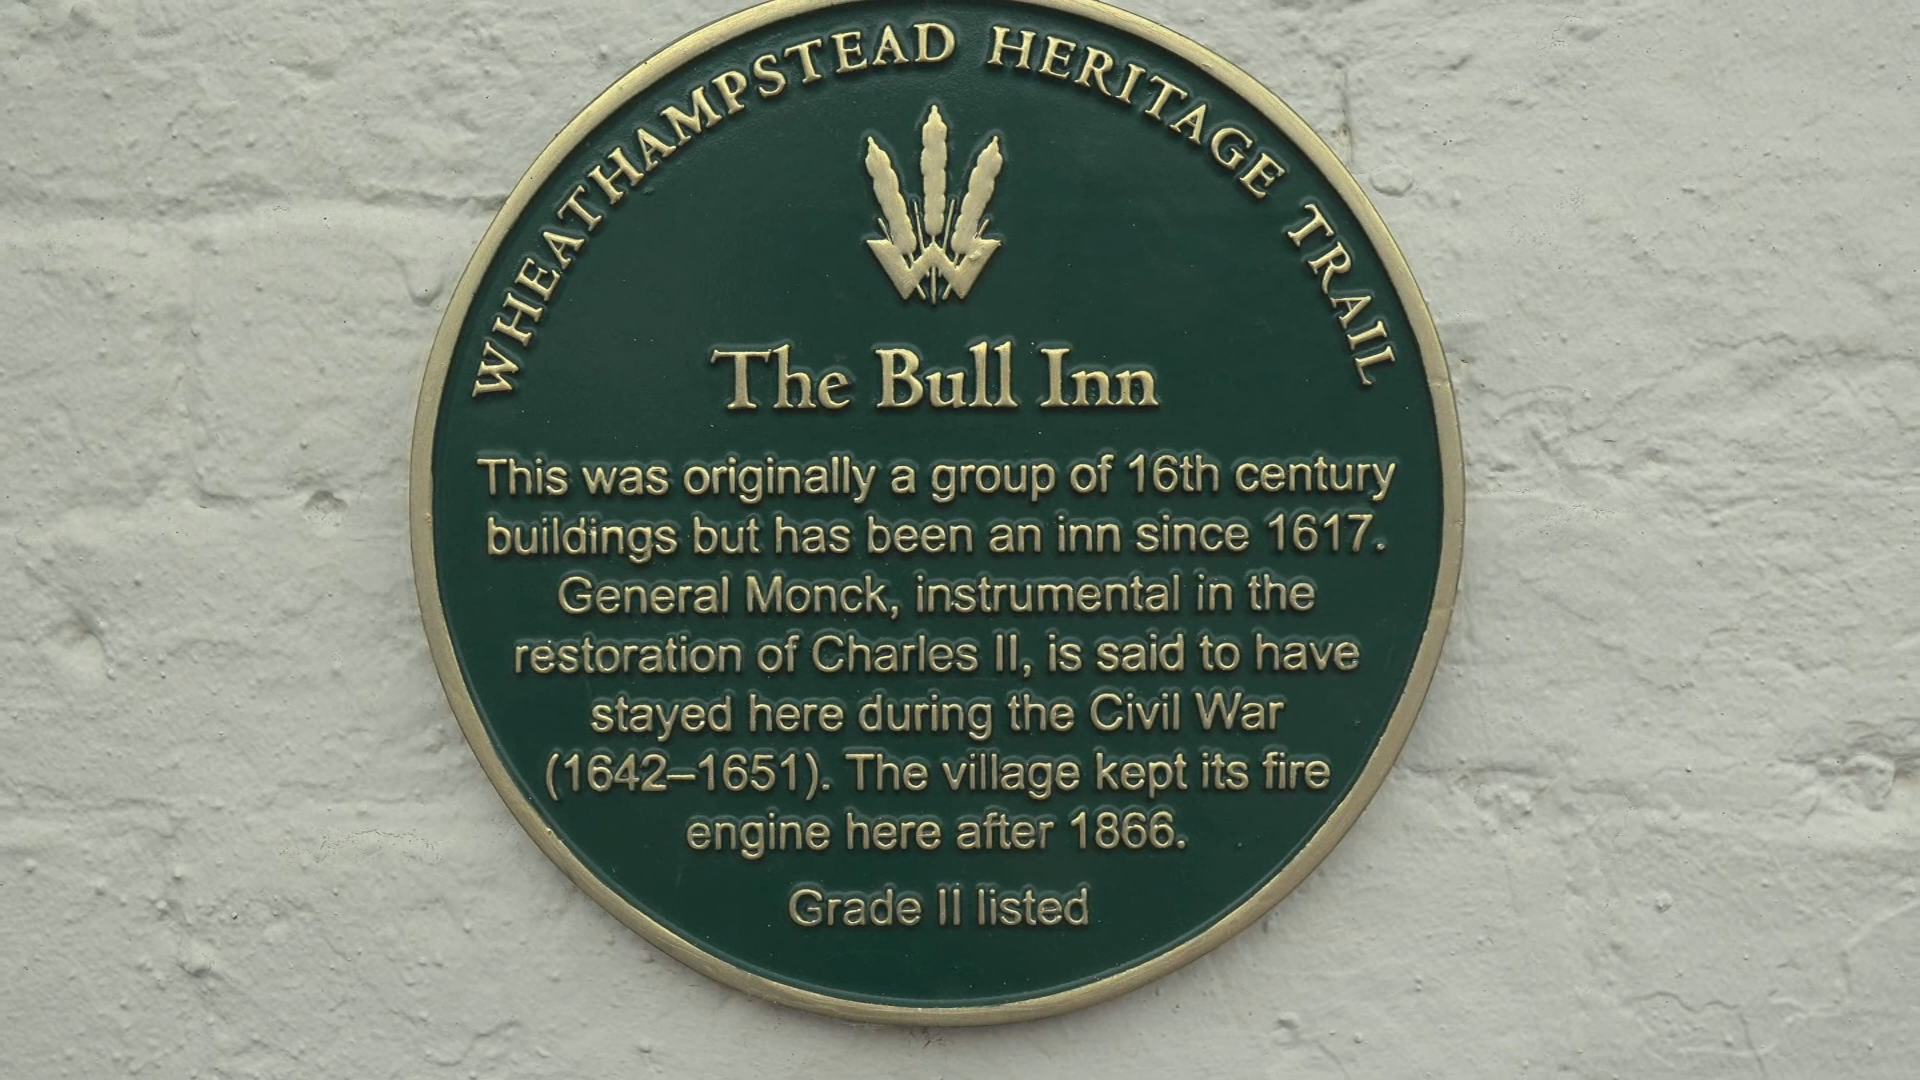 WHEATHAMPSTEAD HERITAGE TRAIL
The Bull Inn
This was originally a group of 16th century
buildings but has been an inn since 1617.
General Monck, instrumental in the
restoration of Charles II, is said to have
stayed here during the Civil War
(1642–1651). The village kept its fire
engine here after 1866.
Grade II listed